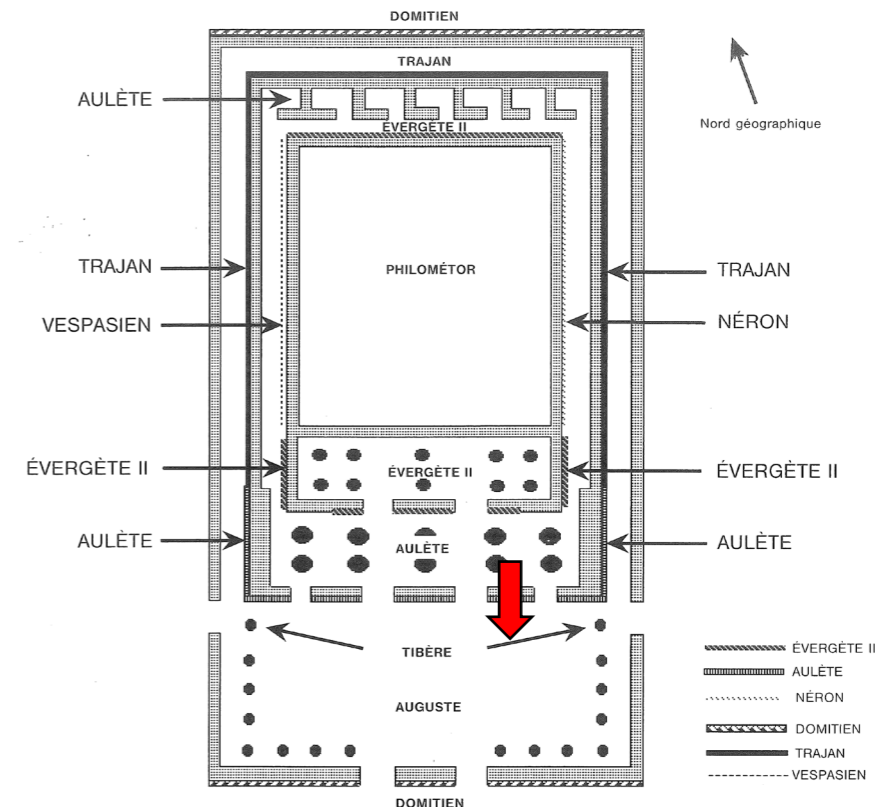 DOMITIEN
TRAJAN
AULÈTE
ÉVERGÈTE II
Nord géographique
TRAJAN
PHILOMÉTOR
TRAJAN
VESPASIEN
NÉRON
ÉVERGÈTE II
ÉVERGÈTE II
ÉVERGÈTE II
AULÈTE
AULÈTE
AULÈTE
TIBÈRE
AUGUSTE
DOMITIEN
ÉVERGÈTE II
AULÈTE
NÉRON
DOMITIEN
TRAJAN
VESPASIEN